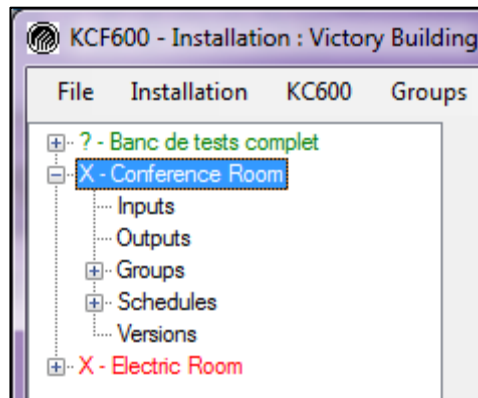 KCF600 - Installation : Victory Building
File Installation KC600 Groups
? - Banc de tests complet
X - Conference Room
Inputs
Outputs
Groups
Schedules
Versions
X - Electric Room